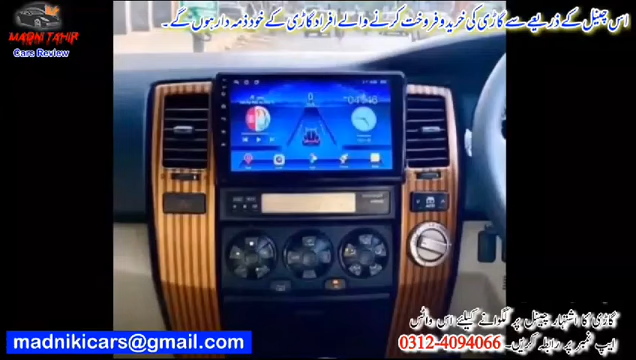 اس چینل کے ذریعے سے گاڑی کی خرید و فروخت کرنے والے افراد گاڑی کے خود ذمہ دار ہوں گے۔
MADNI TAHIR
Cars Review
گاڑی کا اشتہار چینل پر لگوانے کیلئے اس واٹس
ایپ نمبر پر رابطہ کریں۔ 0312-4094066
madnikicars@gmail.com